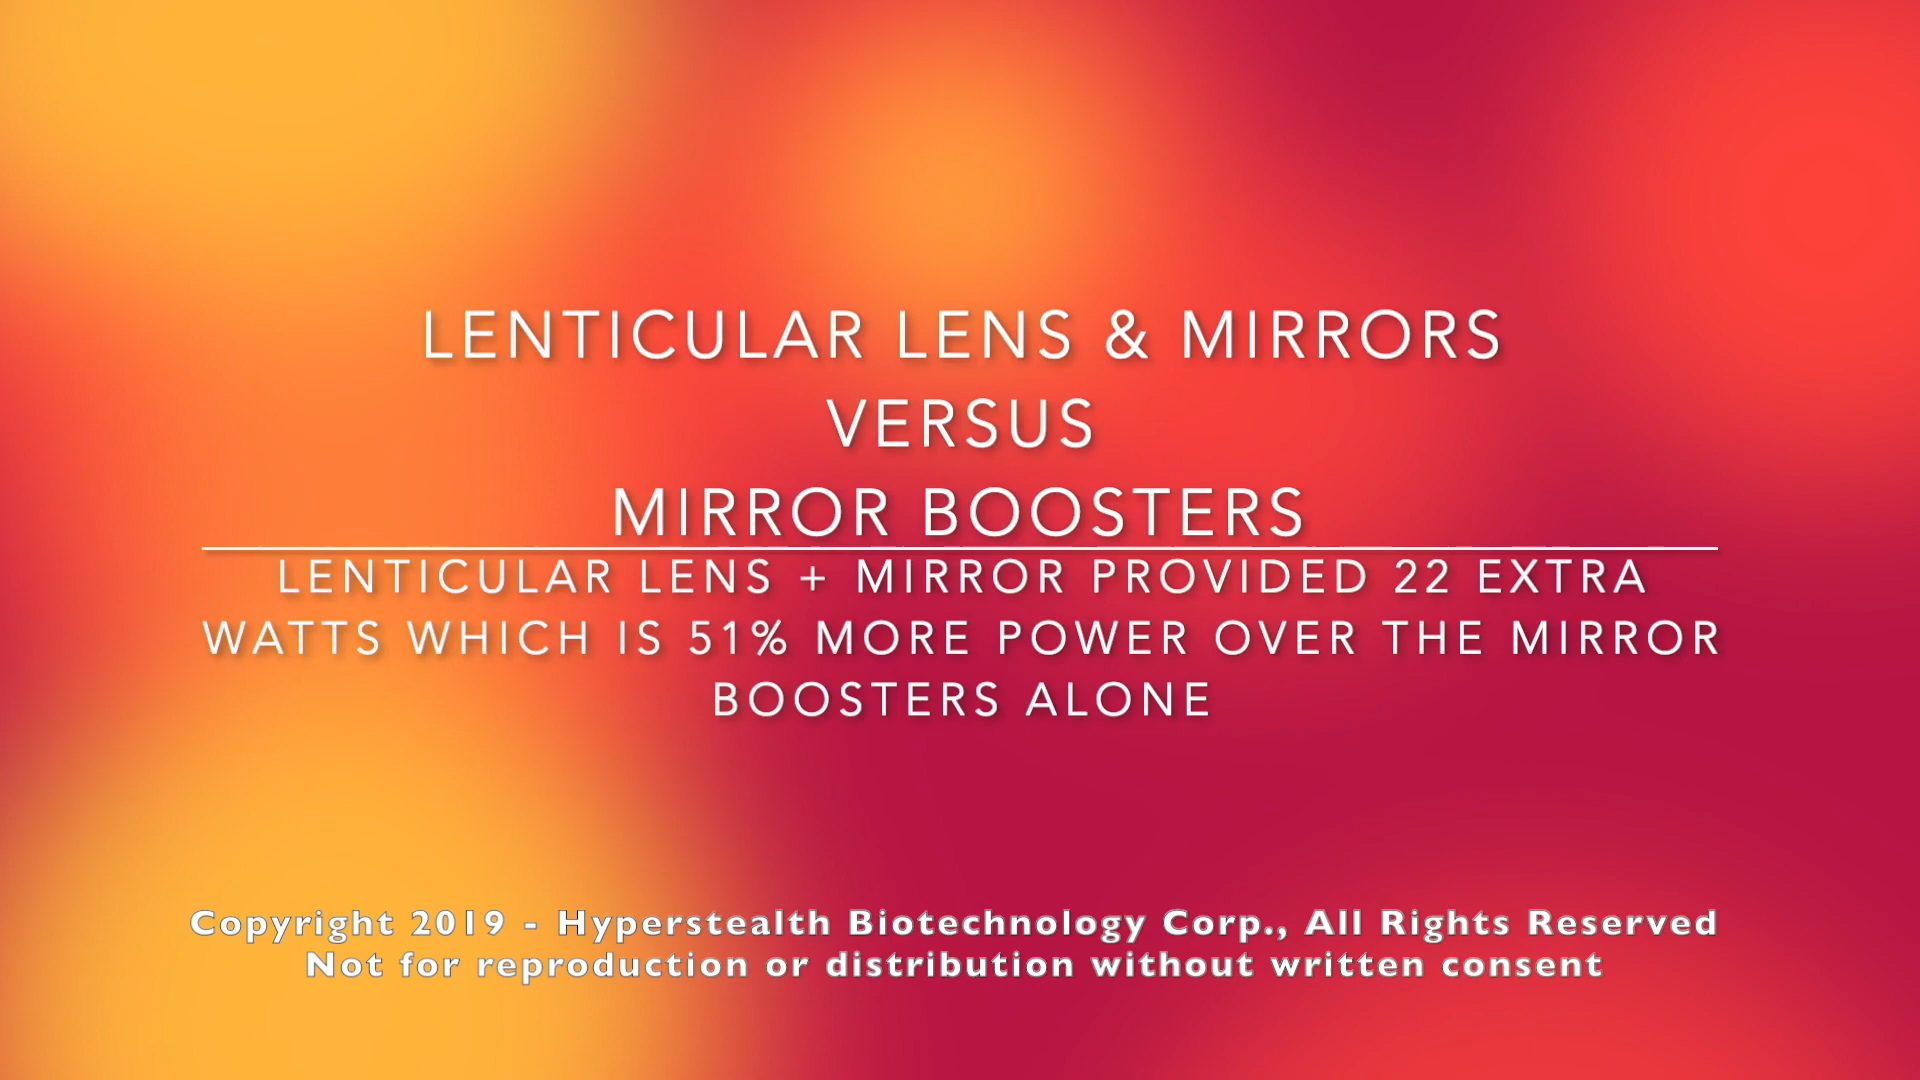 LENTICULAR LENS & MIRRORS
VERSUS
MIRROR BOOSTERS
LENTICULAR LENS + MIRROR PROVIDED 22 EXTRA
WATTS WHICH IS 51% MORE POWER OVER THE MIRROR
BOOSTERS ALONE
Copyright 2019 - Hyperstealth Biotechnology Corp., All Rights Reserved
Not for reproduction or distribution without written consent